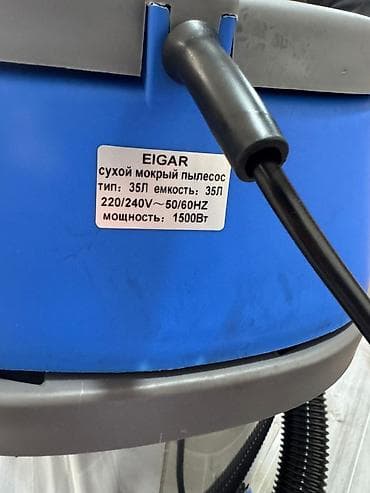 EIGAR
сухой мокрый пылесос
тип: 35Л емкость: 35Л
220/240V~50/60HZ
мощность: 1500Вт